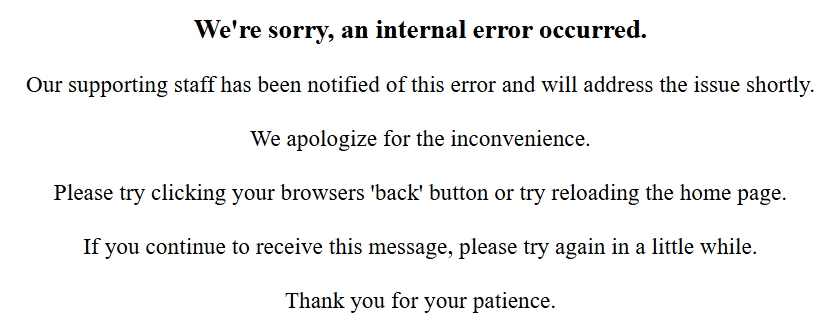 We're sorry, an internal error occurred.
Our supporting staff has been notified of this error and will address the issue shortly.
We apologize for the inconvenience.
Please try clicking your browsers 'back' button or try reloading the home page.
If you continue to receive this message, please try again in a little while.
Thank you for your patience.